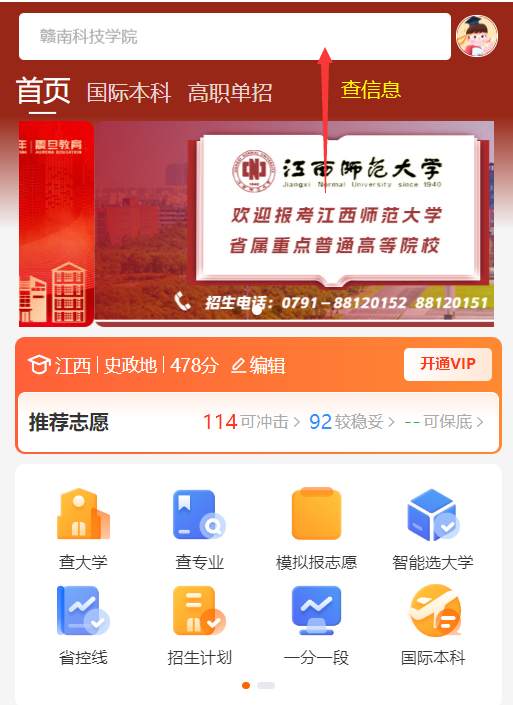 赣南科技学院
首页 国际本科 高职单招 查信息
震旦教育
AURORA EDUCATION
江西师范大学
Jiangxi Normal University since 1940
欢迎报考江西师范大学
省属重点普通高等院校
招生电话：0791-88120152 88120151
江西 史政地 478分 编辑 开通VIP
推荐志愿 114可冲击 92较稳妥 --可保底
查大学 查专业 模拟报志愿 智能选大学
省控线 招生计划 一分一段 国际本科